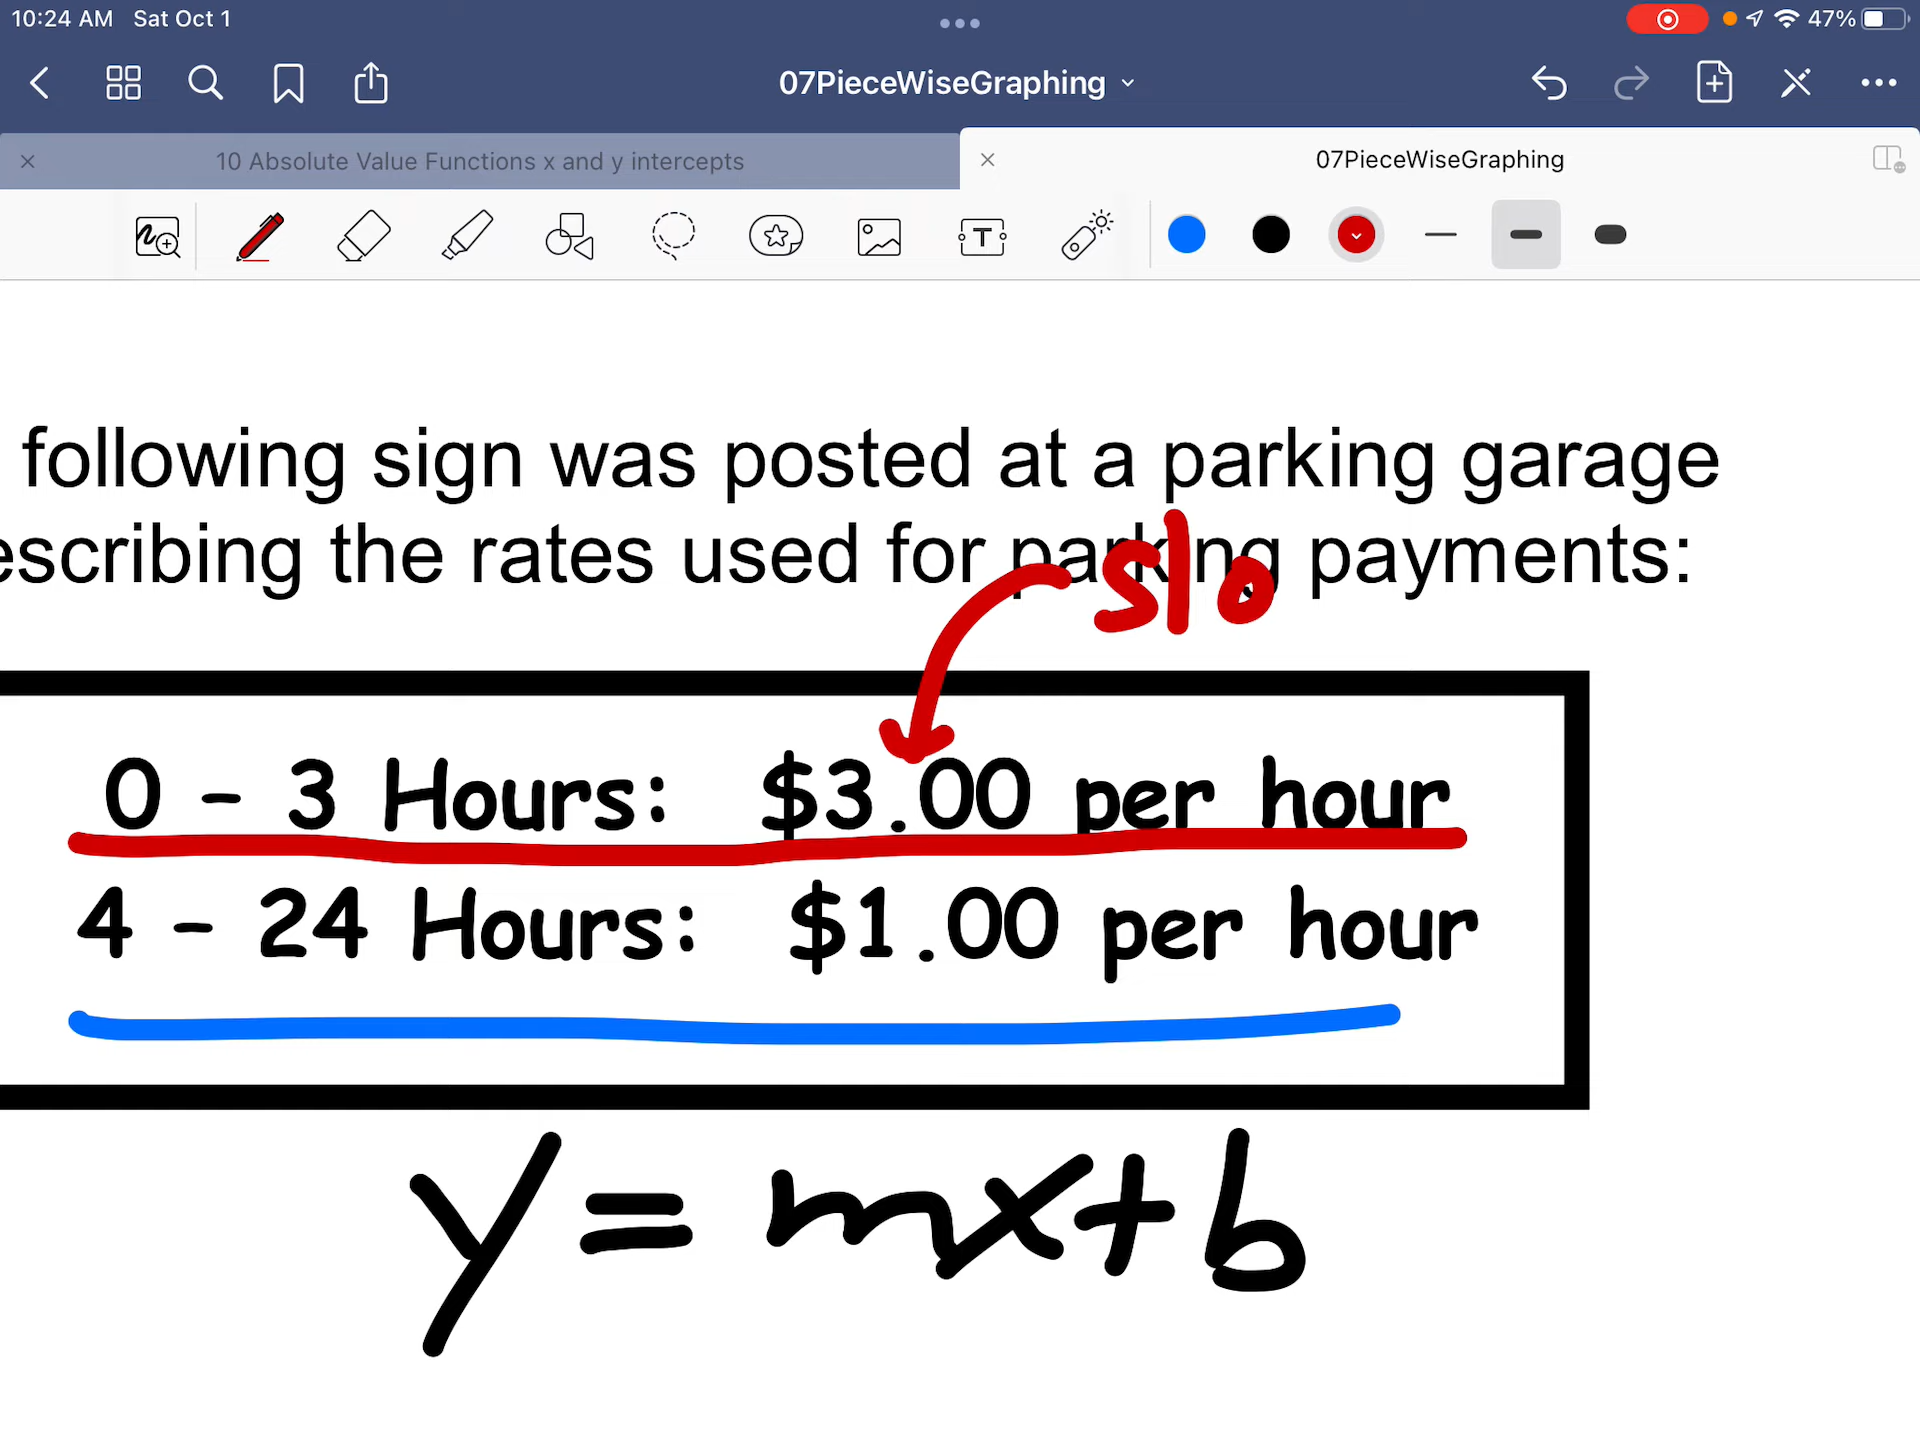 10:24 AM Sat Oct 1
47%
07PieceWiseGraphing
10 Absolute Value Functions x and y intercepts
07PieceWiseGraphing
following sign was posted at a parking garage
escribing the rates used for parking payments:
slo
0 - 3 Hours: $3.00 per hour
4 - 24 Hours: $1.00 per hour
y = mx + b